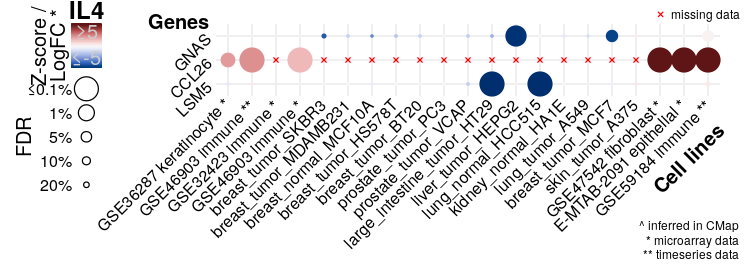 IL4
Z-score /
LogFC *
≥5
≤-5
FDR
≤0.1%
1%
5%
10%
20%
Genes
GNAS
CCL26
LSM5
× missing data
GSE36287 keratinocyte *
GSE46903 Immune **
GSE32423 Immune *
GSE46903 Immune *
breast_tumor_SKBR3
breast_tumor_MDAMB231
breast_normal_MCF10A
breast_tumor_HS578T
breast_tumor_BT20
prostate_tumor_PC3
prostate_tumor_VCAP
large_Intestine_tumor_HT29
liver_tumor_HEPG2
lung_normal_HCC515
kidney_normal_HA1E
lung_tumor_A549
breast_tumor_MCF7
skin_tumor_A375
GSE47542 fibroblast *
E-MTAB-2091 epithelial *
GSE59184 Immune **
Cell lines
^ inferred in CMap
* microarray data
** timeseries data